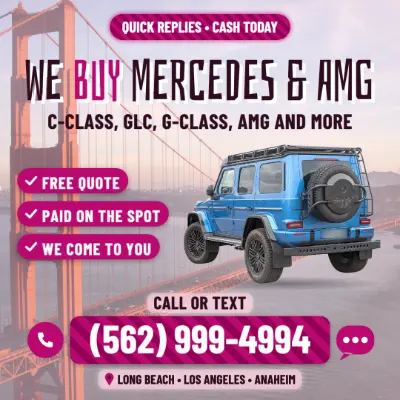 QUICK REPLIES • CASH TODAY
WE BUY MERCEDES & AMG
C-CLASS, GLC, G-CLASS, AMG AND MORE
FREE QUOTE
PAID ON THE SPOT
WE COME TO YOU
CALL OR TEXT
(562) 999-4994
LONG BEACH • LOS ANGELES • ANAHEIM